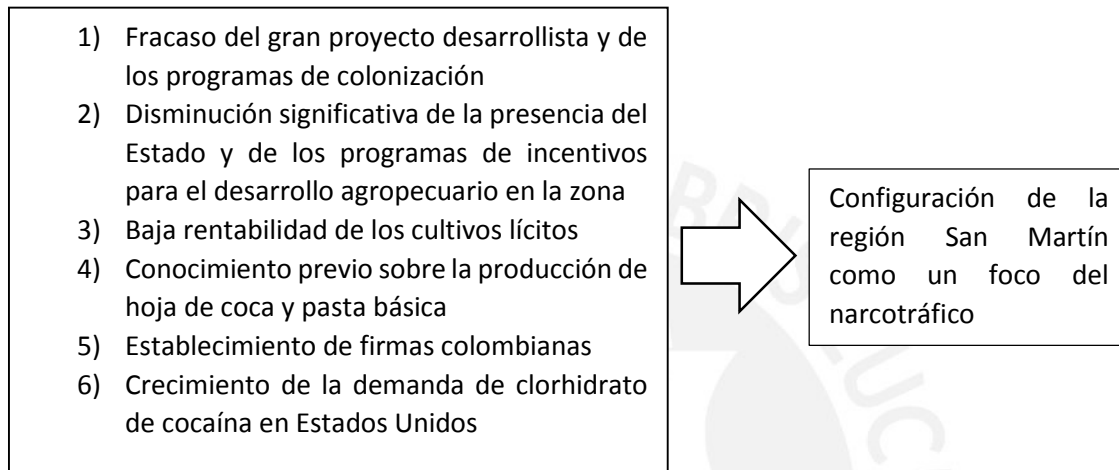 1) Fracaso del gran proyecto desarrollista y de
los programas de colonización
2) Disminución significativa de la presencia del
Estado y de los programas de incentivos
para el desarrollo agropecuario en la zona
3) Baja rentabilidad de los cultivos lícitos
4) Conocimiento previo sobre la producción de
hoja de coca y pasta básica
5) Establecimiento de firmas colombianas
6) Crecimiento de la demanda de clorhidrato
de cocaína en Estados Unidos
Configuración de la
región San Martín
como un foco del
narcotráfico